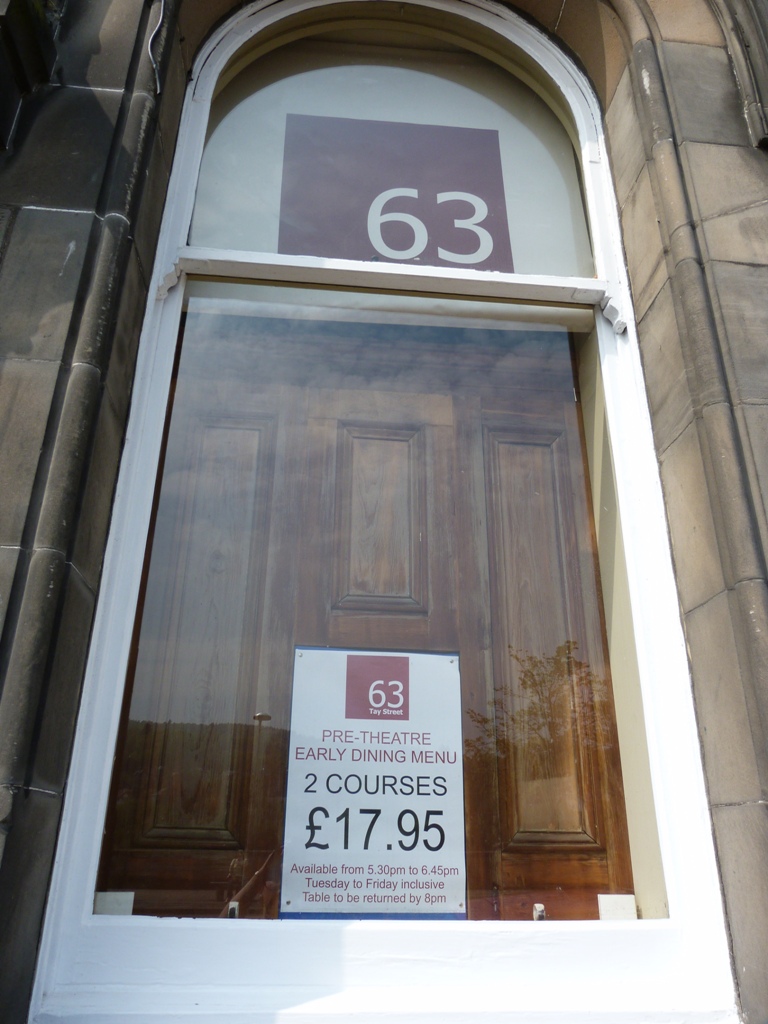 63
63
Tay Street
PRE-THEATRE
EARLY DINING MENU
2 COURSES
£17.95
Available from 5.30pm to 6.45pm
Tuesday to Friday inclusive
Table to be returned by 8pm